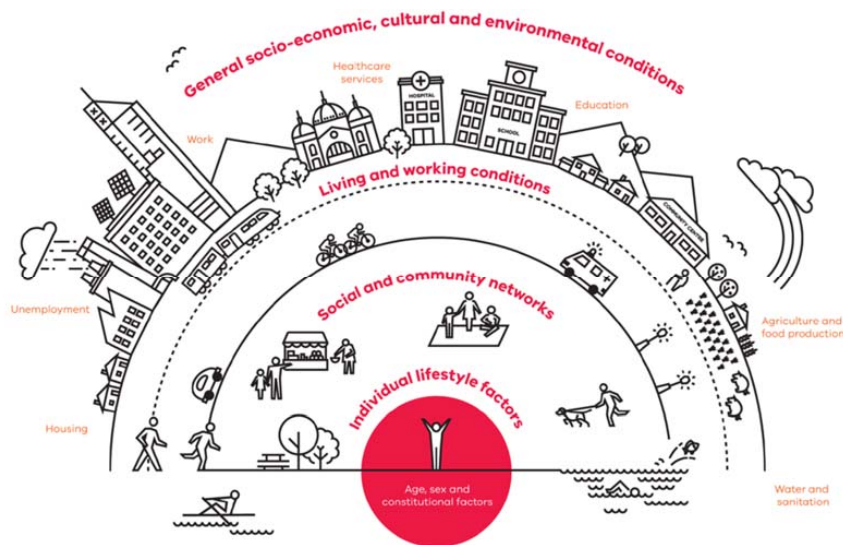 General socio-economic, cultural and environmental conditions
Healthcare
services
HOSPITAL
Education
SCHOOL
Work
Living and working conditions
COMMUNITY CENTRE
Social and community networks
Unemployment
Agriculture and
food production
Individual lifestyle factors
Housing
Age, sex and
constitutional factors
Water and
sanitation